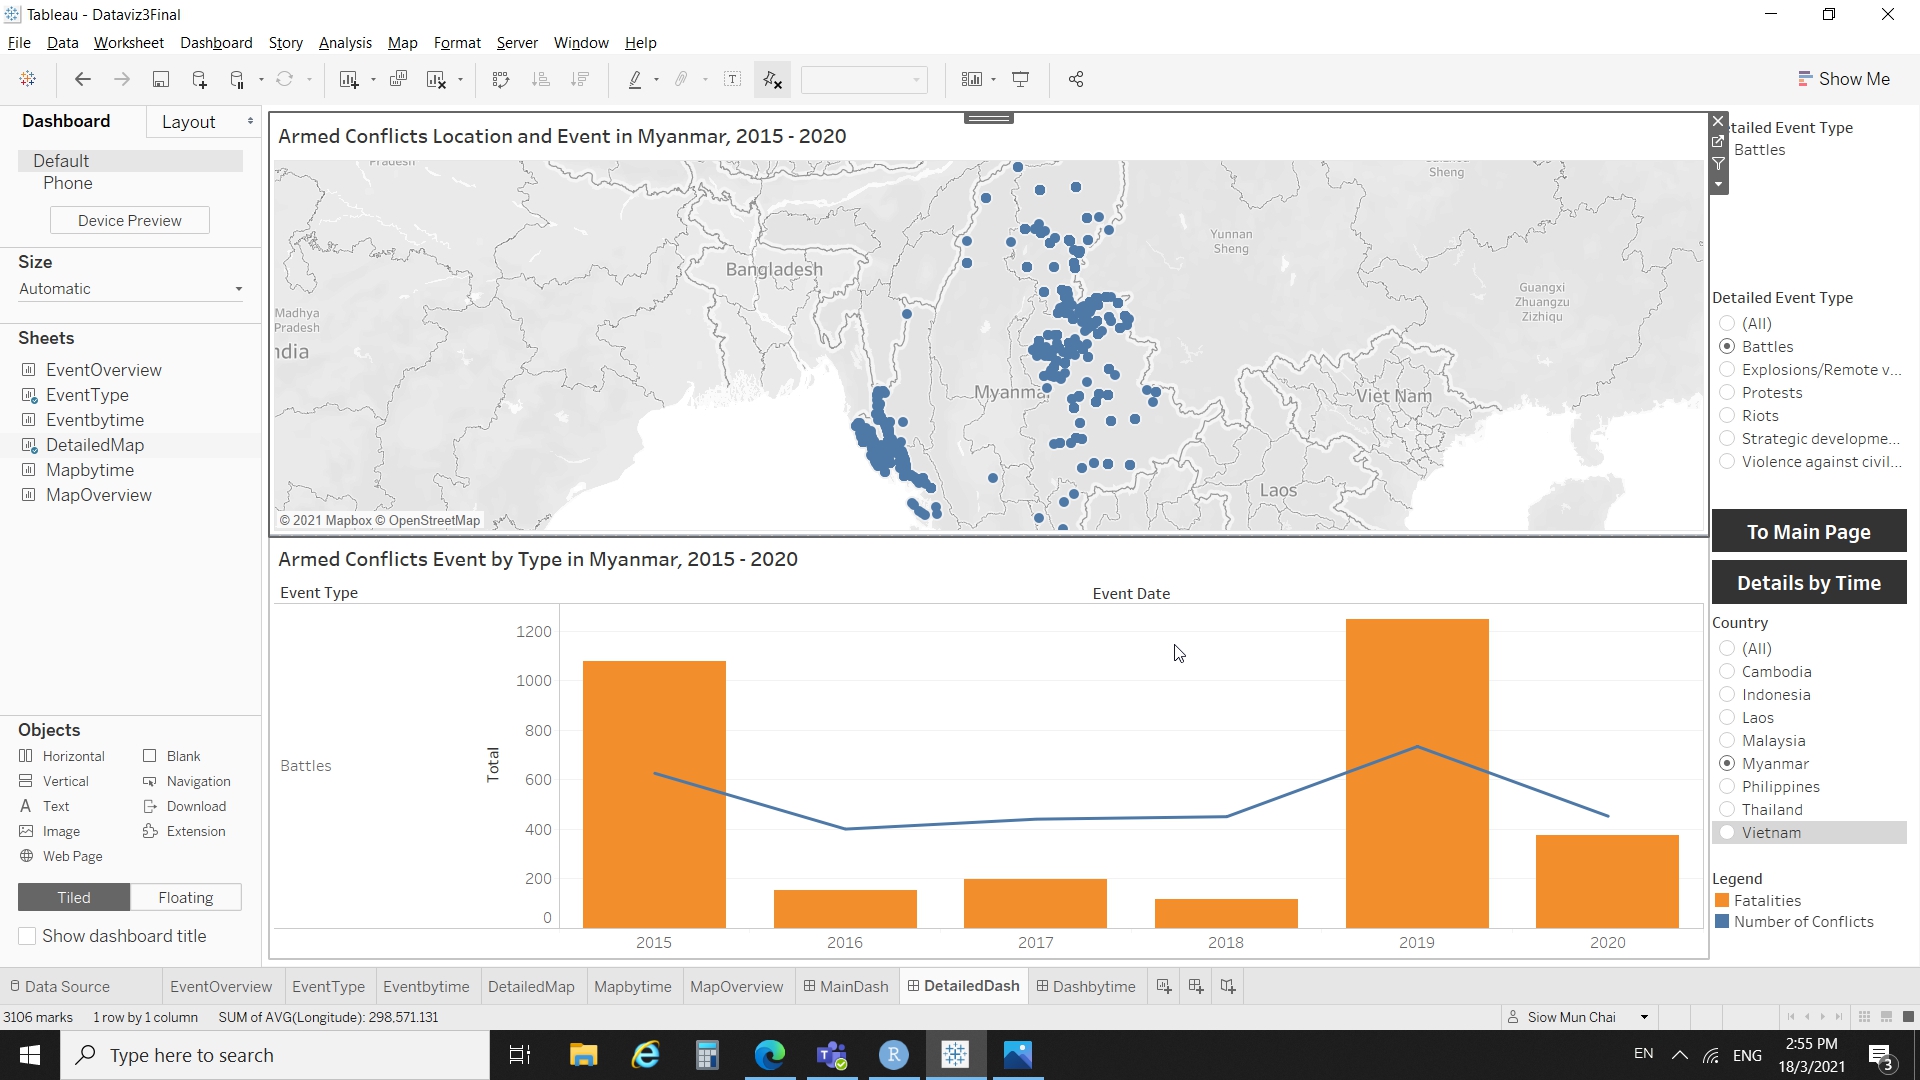 Tableau - Dataviz3Final
File Data Worksheet Dashboard Story Analysis Map Format Server Window Help
Show Me
Dashboard Layout
Default
Phone
Device Preview
Size
Automatic
Sheets
EventOverview
EventType
Eventbytime
DetailedMap
Mapbytime
MapOverview
Objects
Horizontal Blank
Vertical Navigation
Text Download
Image Extension
Web Page
Tiled Floating
Show dashboard title
Armed Conflicts Location and Event in Myanmar, 2015 - 2020
Pradesh
Sheng
Yunnan
Sheng
Bangladesh
Guangxi
Zhuangzu
Zizhiqu
Madhya
Pradesh
ndia
Myanmar
Viet Nam
Laos
© 2021 Mapbox © OpenStreetMap
Armed Conflicts Event by Type in Myanmar, 2015 - 2020
Event Type Event Date
Battles
Total
1200
1000
800
600
400
200
0
2015 2016 2017 2018 2019 2020
etailed Event Type
Battles
Detailed Event Type
(All)
Battles
Explosions/Remote v...
Protests
Riots
Strategic developme...
Violence against civil...
To Main Page
Details by Time
Country
(All)
Cambodia
Indonesia
Laos
Malaysia
Myanmar
Philippines
Thailand
Vietnam
Legend
Fatalities
Number of Conflicts
Data Source EventOverview EventType Eventbytime DetailedMap Mapbytime MapOverview MainDash DetailedDash Dashbytime
3106 marks 1 row by 1 column SUM of AVG(Longitude): 298,571.131 Siow Mun Chai
Type here to search
EN ENG
2:55 PM
18/3/2021
3